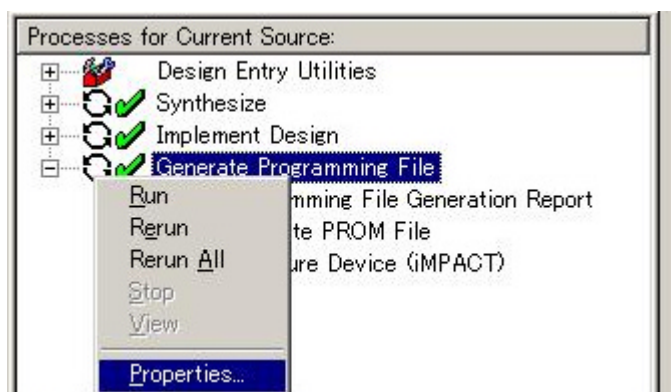 Processes for Current Source:
Design Entry Utilities
Synthesize
Implement Design
Generate Programming File
Run
mming File Generation Report
Rerun
te PROM File
Rerun All
ure Device (iMPACT)
Stop
View
Properties...